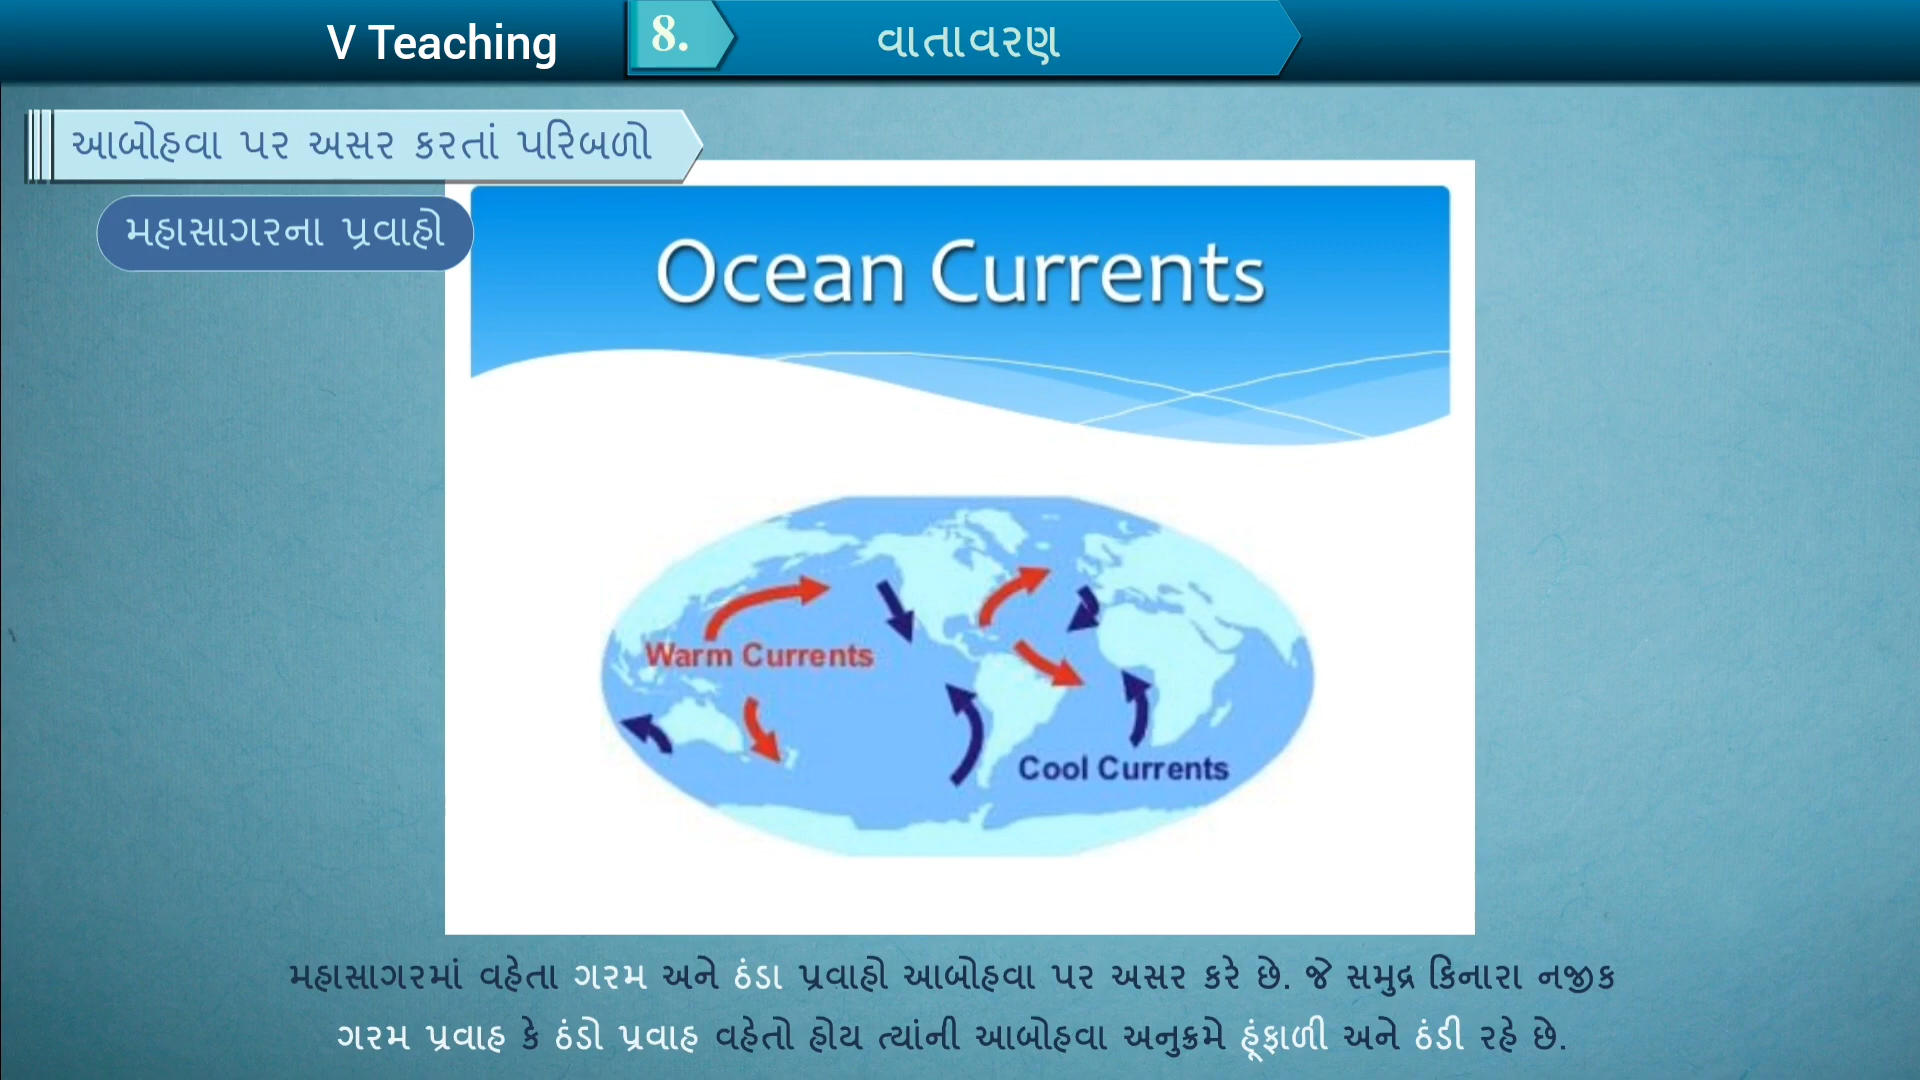 V Teaching
8.
વાતાવરણ
આબોહવા પર અસર કરતાં પરિબળો
મહાસાગરના પ્રવાહો
Ocean Currents
Warm Currents
Cool Currents
મહાસાગરમાં વહેતા ગરમ અને ઠંડા પ્રવાહો આબોહવા પર અસર કરે છે. જે સમુદ્ર કિનારા નજીક
ગરમ પ્રવાહ કે ઠંડો પ્રવાહ વહેતો હોય ત્યાંની આબોહવા અનુક્રમે હૂંફાળી અને ઠંડી રહે છે.